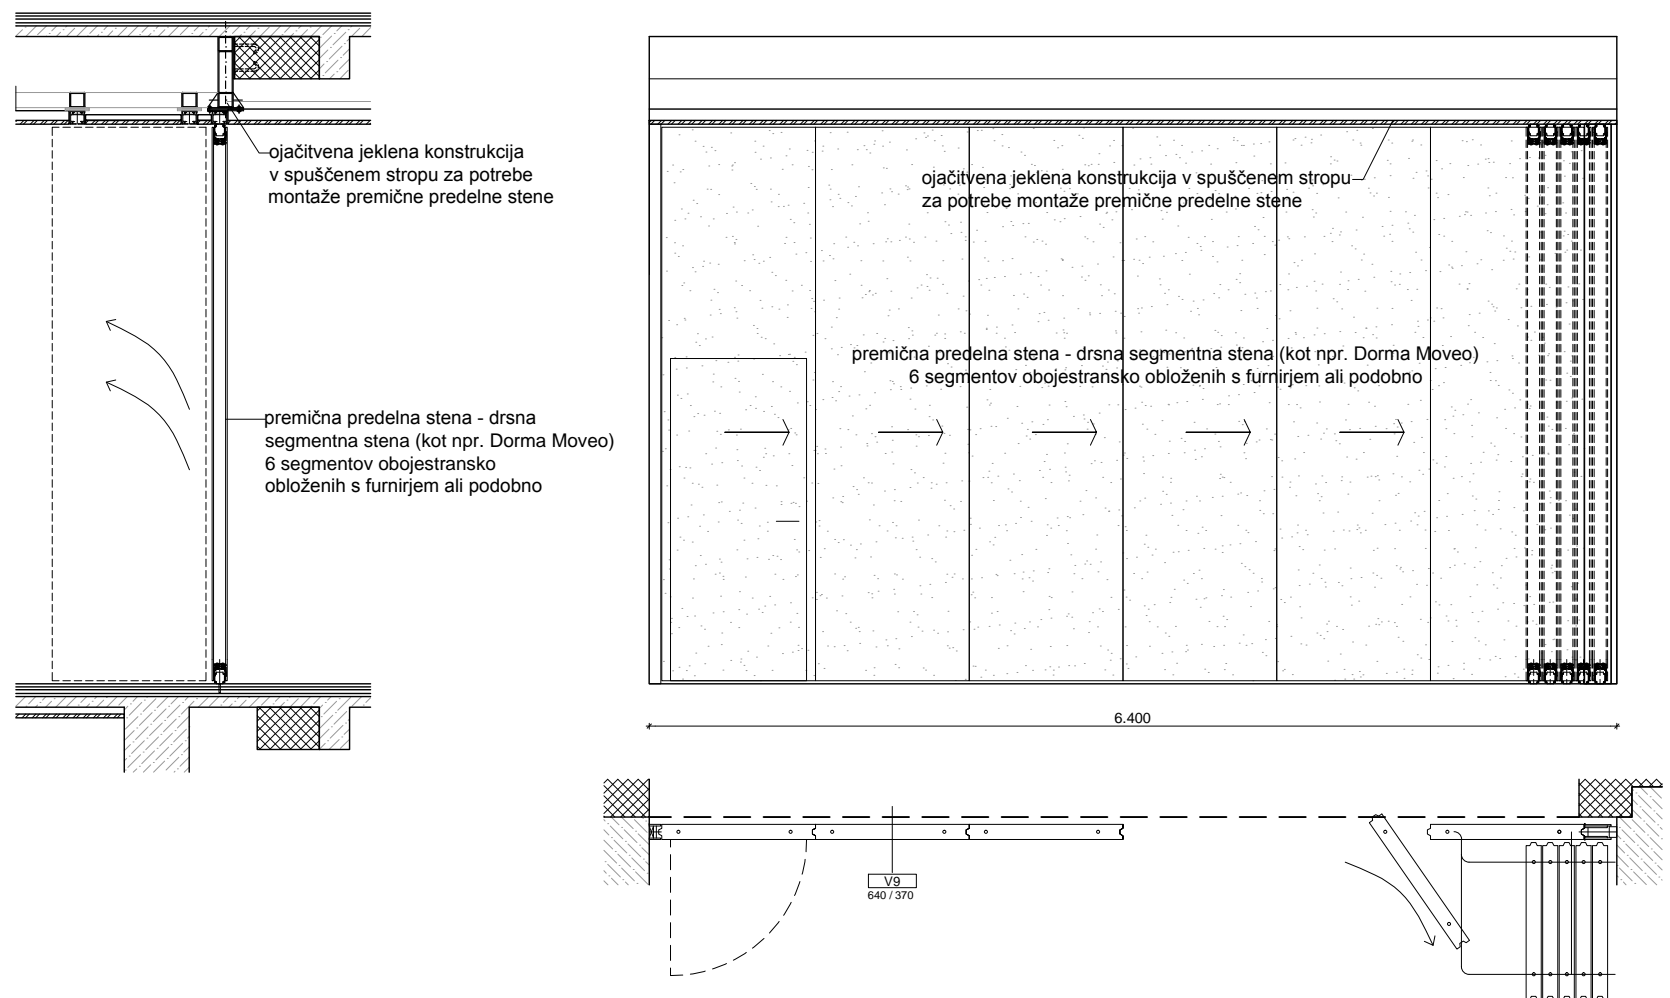 ojačitvena jeklena konstrukcija
v spuščenem stropu za potrebe
montaže premične predelne stene
premična predelna stena - drsna
segmentna stena (kot npr. Dorma Moveo)
6 segmentov obojestransko
obloženih s furnirjem ali podobno
ojačitvena jeklena konstrukcija v spuščenem stropu
za potrebe montaže premične predelne stene
premična predelna stena - drsna segmentna stena (kot npr. Dorma Moveo)
6 segmentov obojestransko obloženih s furnirjem ali podobno
6.400
V9
640 / 370